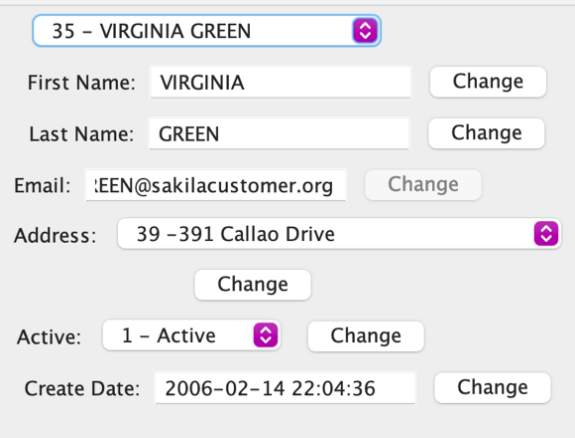 35 – VIRGINIA GREEN
First Name: VIRGINIA Change
Last Name: GREEN Change
Email: :EEN@sakilacustomer.org Change
Address: 39 –391 Callao Drive
Change
Active: 1 – Active Change
Create Date: 2006–02–14 22:04:36 Change